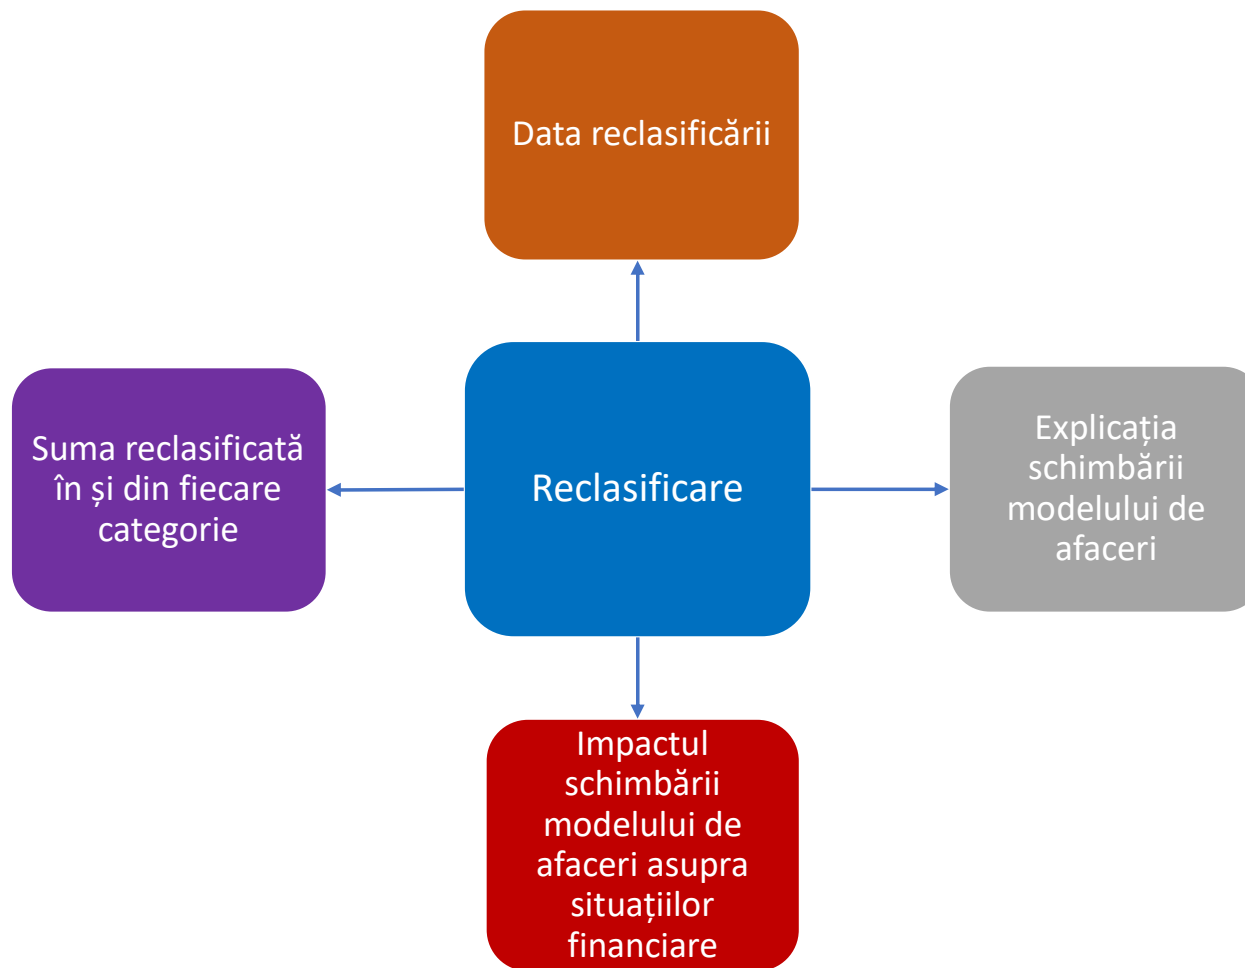 Data reclasificării
Suma reclasificată
în și din fiecare
categorie
Reclasificare
Explicația
schimbării
modelului de
afaceri
Impactul
schimbării
modelului de
afaceri asupra
situațiilor
financiare